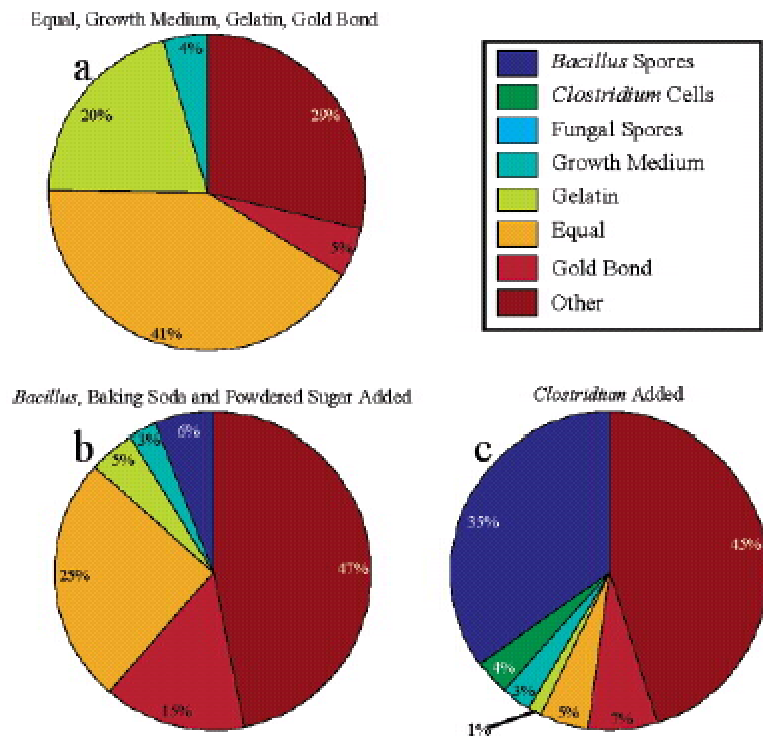 Equal, Growth Medium, Gelatin, Gold Bond
a
4%
29%
20%
5%
41%
Bacillus Spores
Clostridium Cells
Fungal Spores
Growth Medium
Gelatin
Equal
Gold Bond
Other
Bacillus, Baking Soda and Powdered Sugar Added
b
6%
3%
5%
25%
47%
15%
Clostridium Added
c
35%
45%
4%
3%
1%
5%
7%